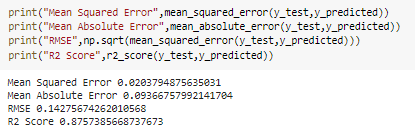 print("Mean Squared Error",mean_squared_error(y_test,y_predicted))
print("Mean Absolute Error",mean_absolute_error(y_test,y_predicted))
print("RMSE",np.sqrt(mean_squared_error(y_test,y_predicted)))
print("R2 Score",r2_score(y_test,y_predicted))
Mean Squared Error 0.0203794875635031
Mean Absolute Error 0.09366757992141704
RMSE 0.14275674262010568
R2 Score 0.8757385668737673